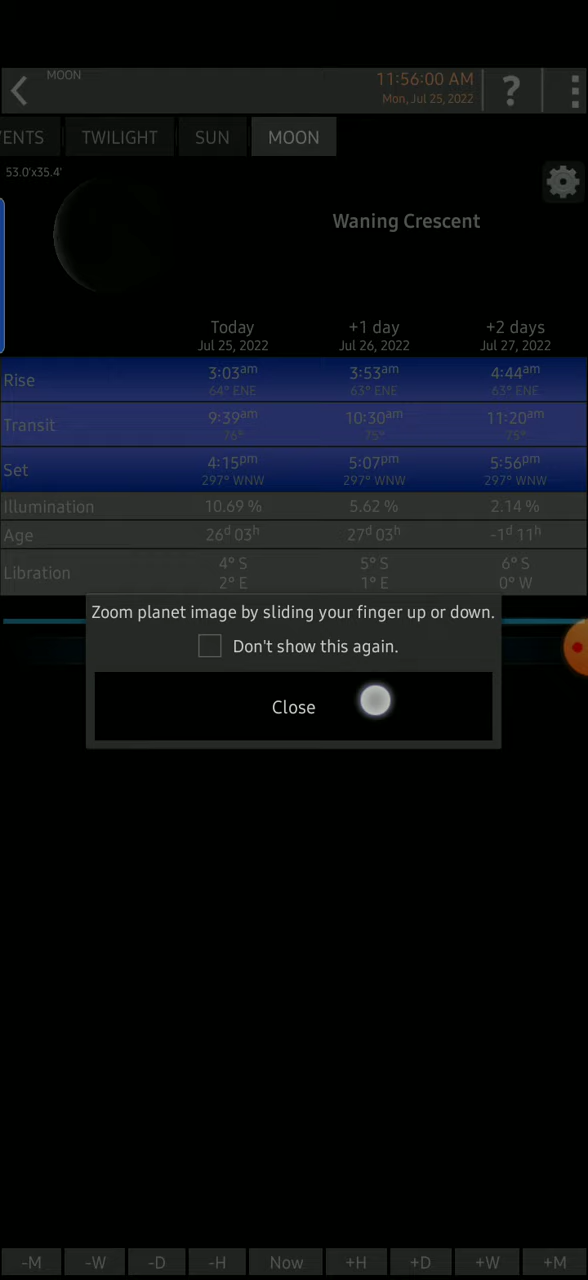 MOON
11:56:00 AM
Mon, Jul 25, 2022
?
VENTS TWILIGHT SUN MOON
53.0'x35.4'
Waning Crescent
Today +1 day +2 days
Jul 25, 2022 Jul 26, 2022 Jul 27, 2022
Rise 3:03am 3:53am 4:44am
64° ENE 63° ENE 63° ENE
Transit 9:39am 10:30am 11:20am
76° 75° 75°
Set 4:15pm 5:07pm 5:56pm
297° WNW 297° WNW 297° WNW
Illumination 10.69 % 5.62 % 2.14 %
Age 26d 03h 27d 03h -1d 11h
Libration 4° S 5° S 6° S
2° E 1° E 0° W
Zoom planet image by sliding your finger up or down.
Don't show this again.
Close
-M -W -D -H Now +H +D +W +M